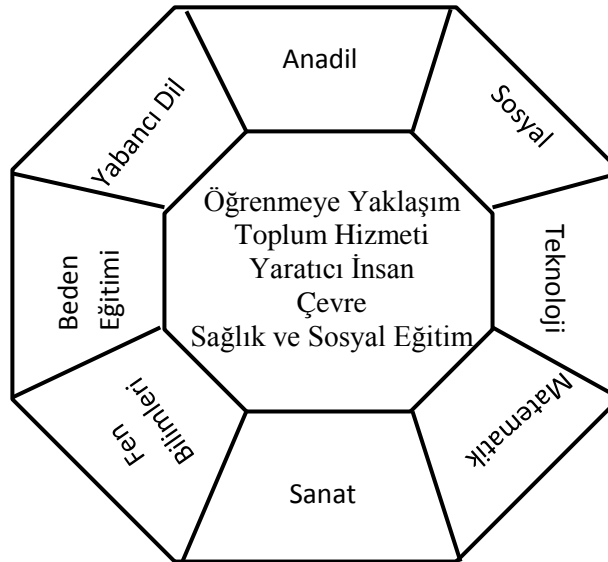 Anadil
Sosyal
Teknoloji
Matematik
Sanat
Fen
Bilimleri
Beden
Eğitimi
Yabancı Dil
Öğrenmeye Yaklaşım
Toplum Hizmeti
Yaratıcı İnsan
Çevre
Sağlık ve Sosyal Eğitim